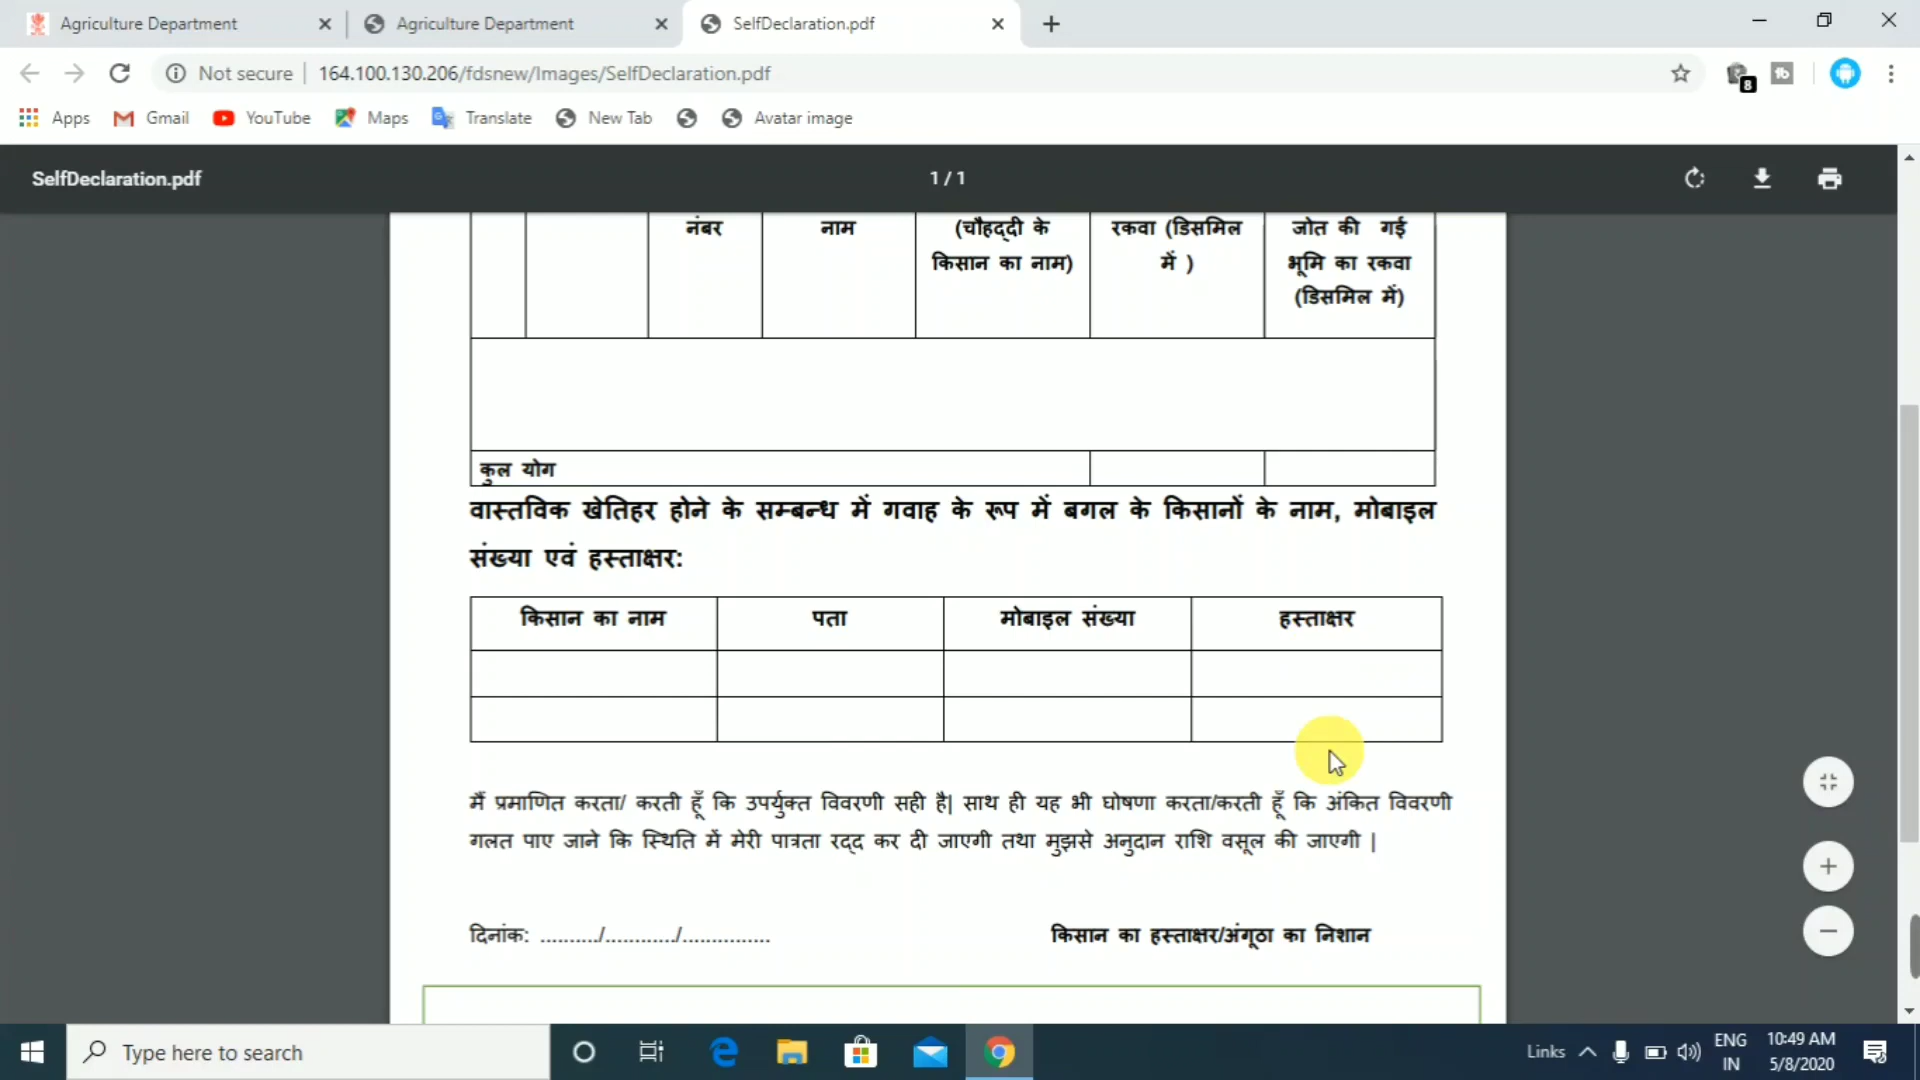 Agriculture Department
Agriculture Department
SelfDeclaration.pdf
Not secure
164.100.130.206/fdsnew/Images/SelfDeclaration.pdf
8
Apps
Gmail
YouTube
Maps
Translate
New Tab
Avatar image
SelfDeclaration.pdf
1 / 1
नंबर
नाम
(चौहद्दी के
किसान का नाम)
रकवा (डिसमिल
में )
जोत की गई
भूमि का रकवा
(डिसमिल में)
कुल योग
वास्तविक खेतिहर होने के सम्बन्ध में गवाह के रूप में बगल के किसानों के नाम, मोबाइल
संख्या एवं हस्ताक्षर:
किसान का नाम
पता
मोबाइल संख्या
हस्ताक्षर
मैं प्रमाणित करता/ करती हूँ कि उपर्युक्त विवरणी सही है| साथ ही यह भी घोषणा करता/करती हूँ कि अंकित विवरणी
गलत पाए जाने कि स्थिति में मेरी पात्रता रद्द कर दी जाएगी तथा मुझसे अनुदान राशि वसूल की जाएगी |
दिनांक: ........../............/...............
किसान का हस्ताक्षर/अंगूठा का निशान
Type here to search
Links
ENG
IN
10:49 AM
5/8/2020